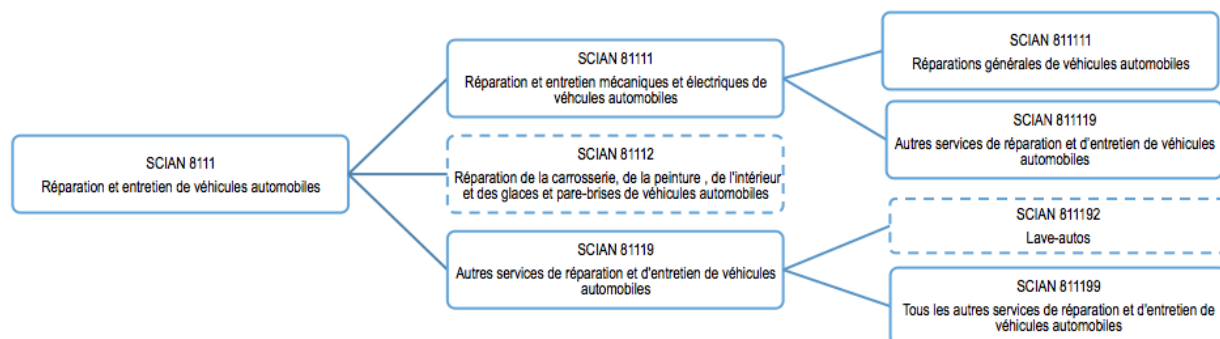 SCIAN 8111
Réparation et entretien de véhicules automobiles
SCIAN 81111
Réparation et entretien mécaniques et électriques de
véhcules automobiles
SCIAN 81112
Réparation de la carrosserie, de la peinture , de l'intérieur
et des glaces et pare-brises de véhicules automobiles
SCIAN 81119
Autres services de réparation et d'entretien de véhicules
automobiles
SCIAN 811111
Réparations générales de véhicules automobiles
SCIAN 811119
Autres services de réparation et d'entretien de véhicules
automobiles
SCIAN 811192
Lave-autos
SCIAN 811199
Tous les autres services de réparation et d'entretien de
véhicules automobiles